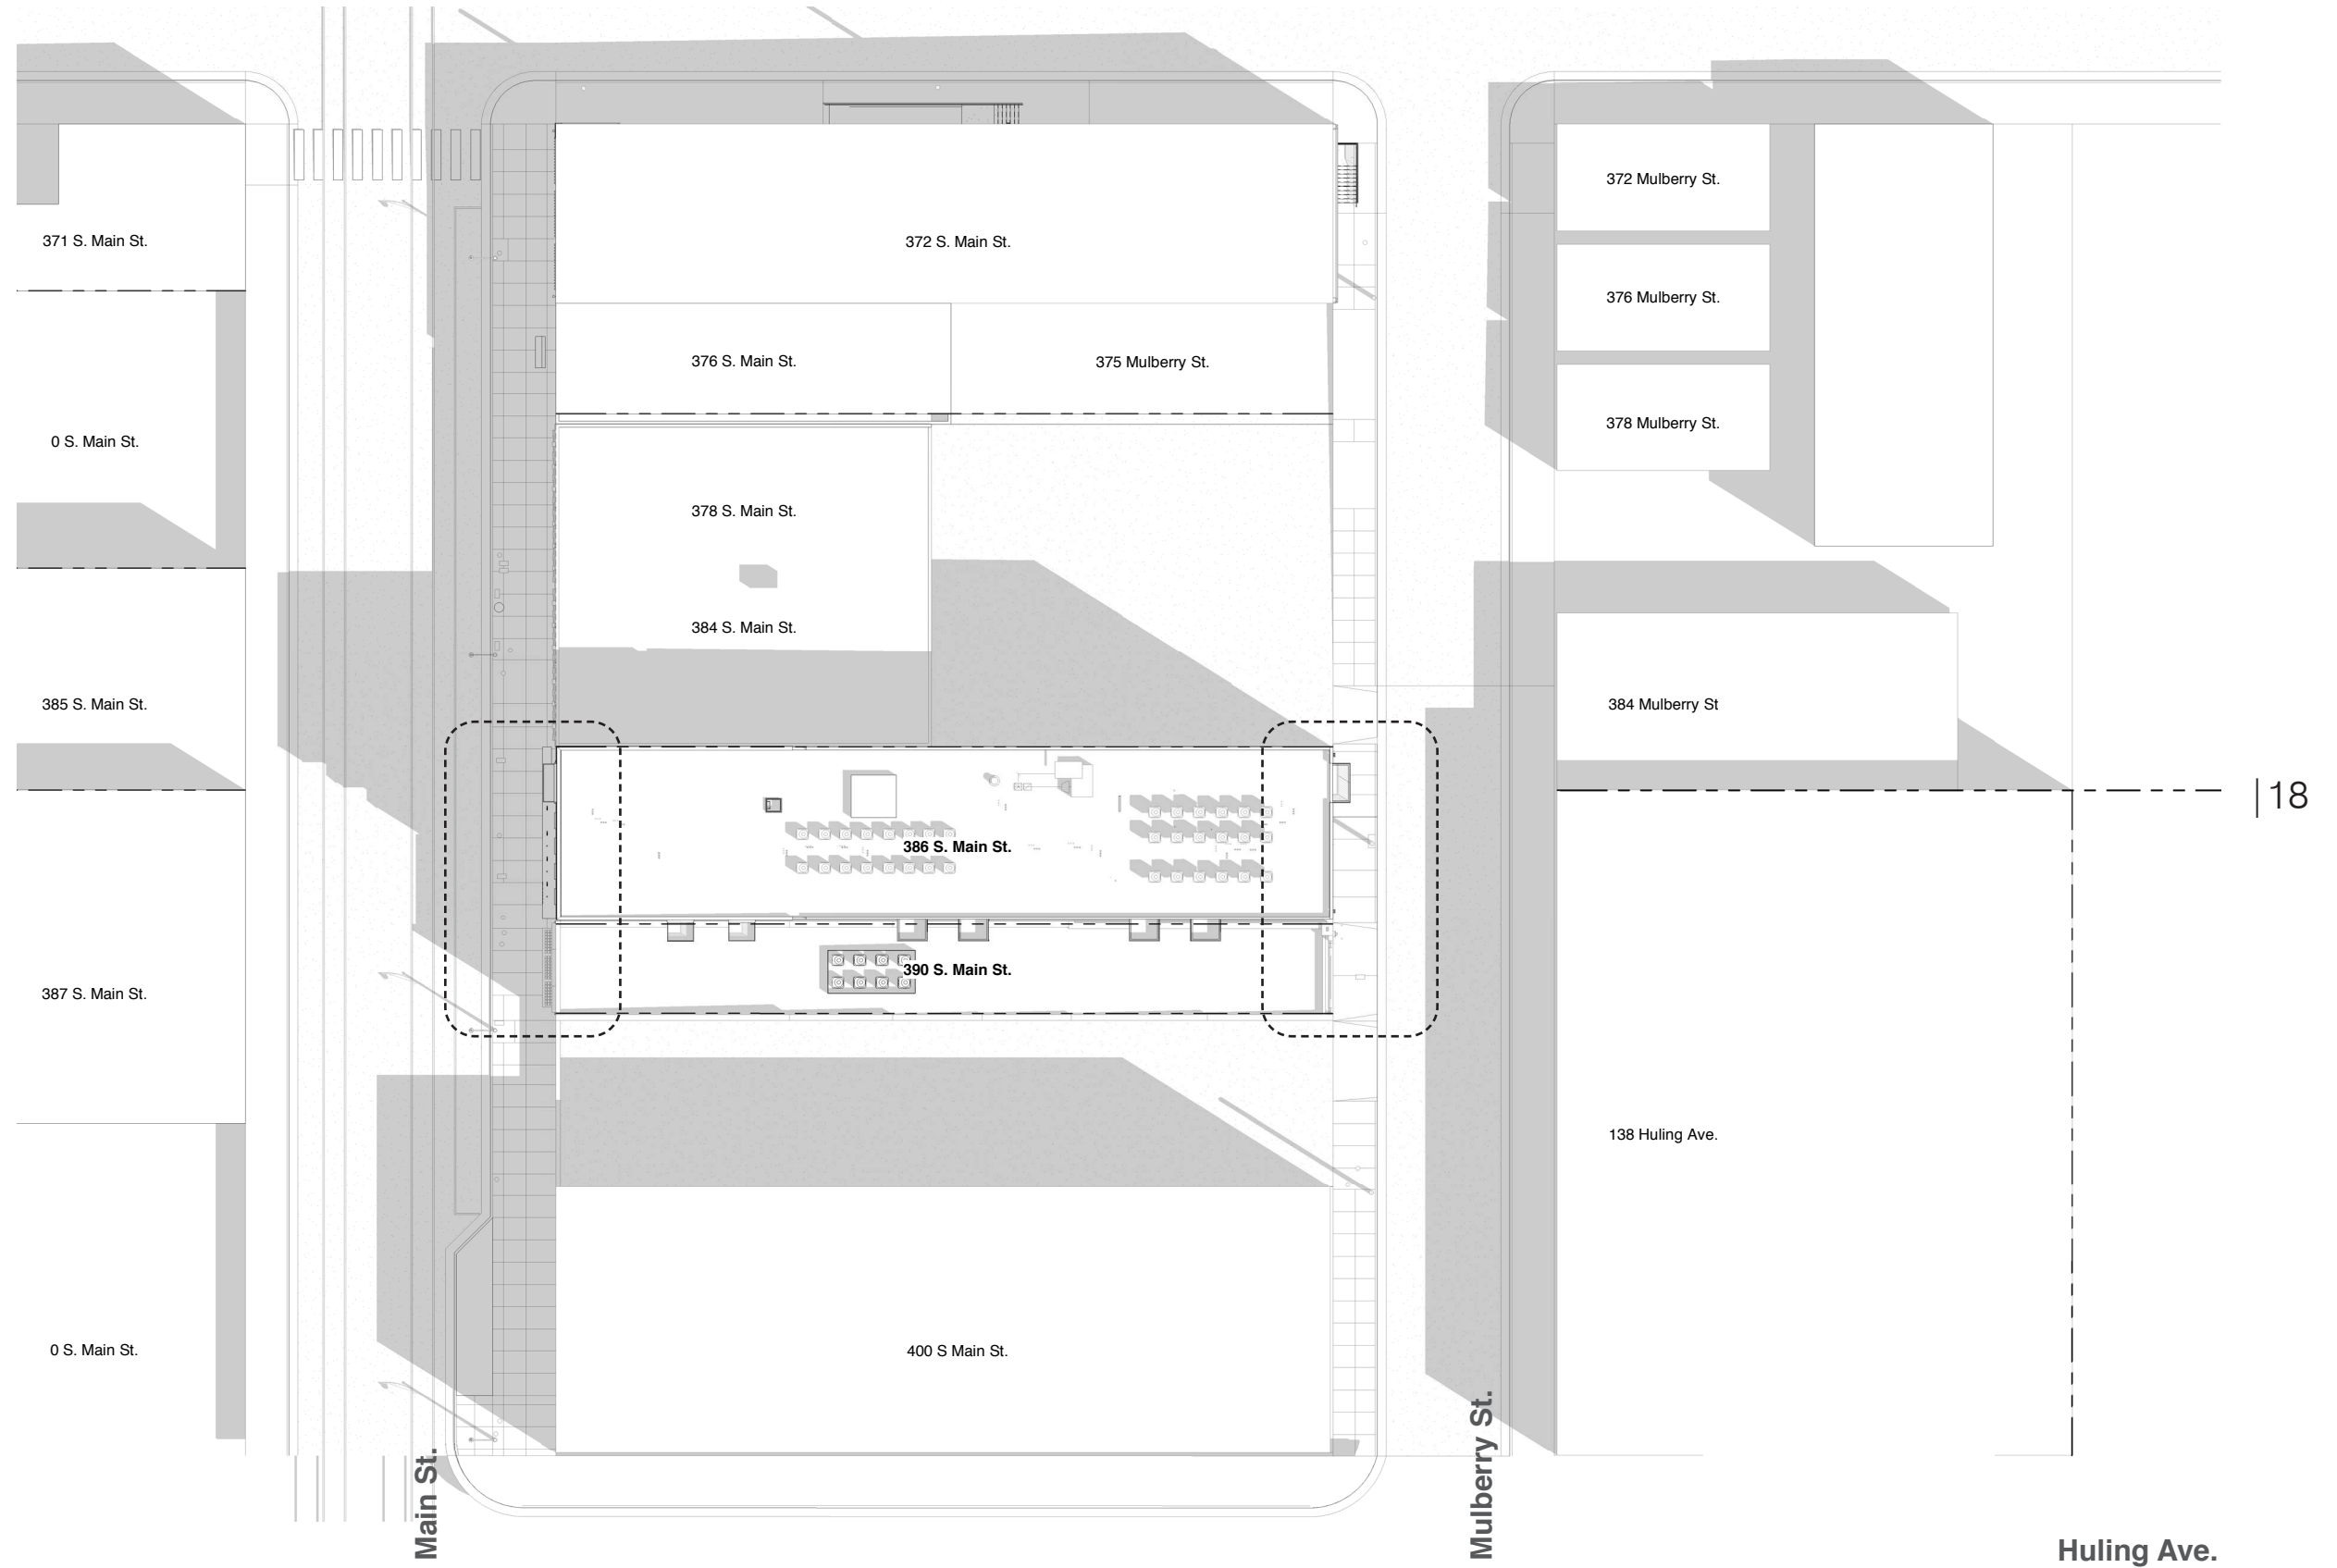 372 Mulberry St.
371 S. Main St.
372 S. Main St.
376 Mulberry St.
376 S. Main St.
375 Mulberry St.
378 Mulberry St.
0 S. Main St.
378 S. Main St.
384 S. Main St.
385 S. Main St.
384 Mulberry St
|18
386 S. Main St.
390 S. Main St.
387 S. Main St.
138 Huling Ave.
0 S. Main St.
400 S Main St.
Main St.
Mulberry St.
Huling Ave.